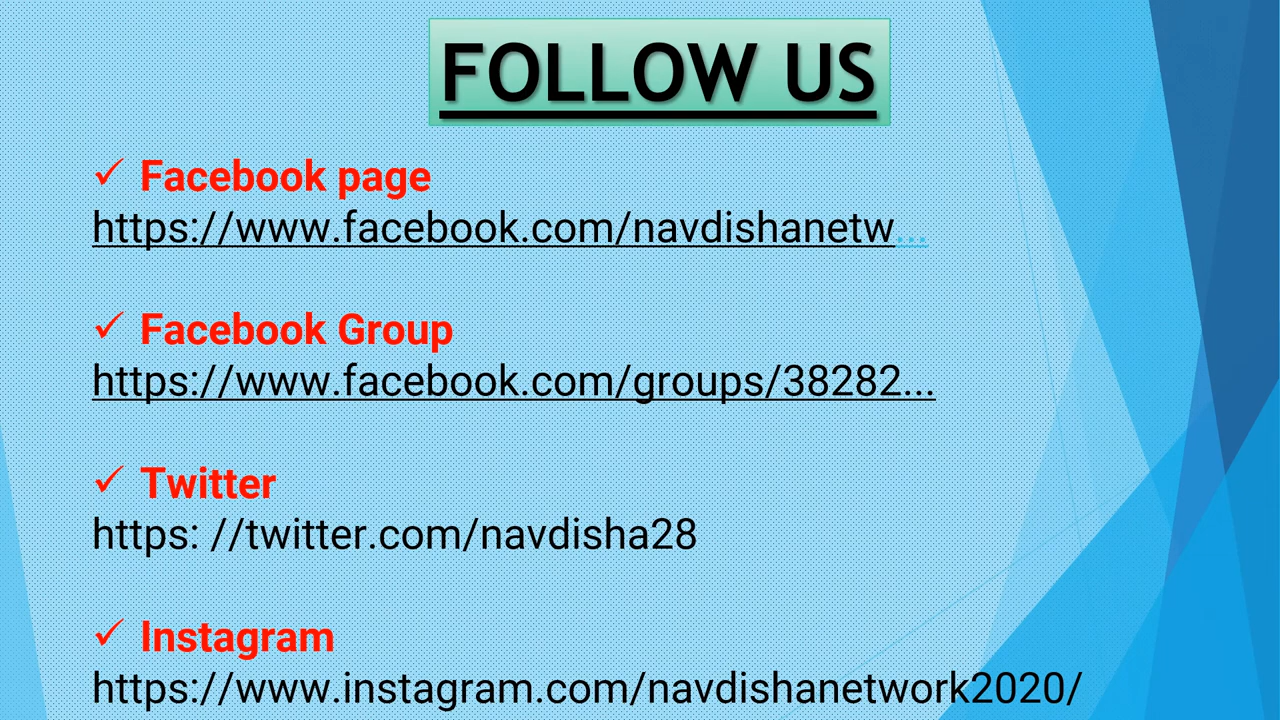 FOLLOW US
✓ Facebook page
https://www.facebook.com/navdishanetw...
✓ Facebook Group
https://www.facebook.com/groups/38282...
✓ Twitter
https: //twitter.com/navdisha28
✓ Instagram
https://www.instagram.com/navdishanetwork2020/